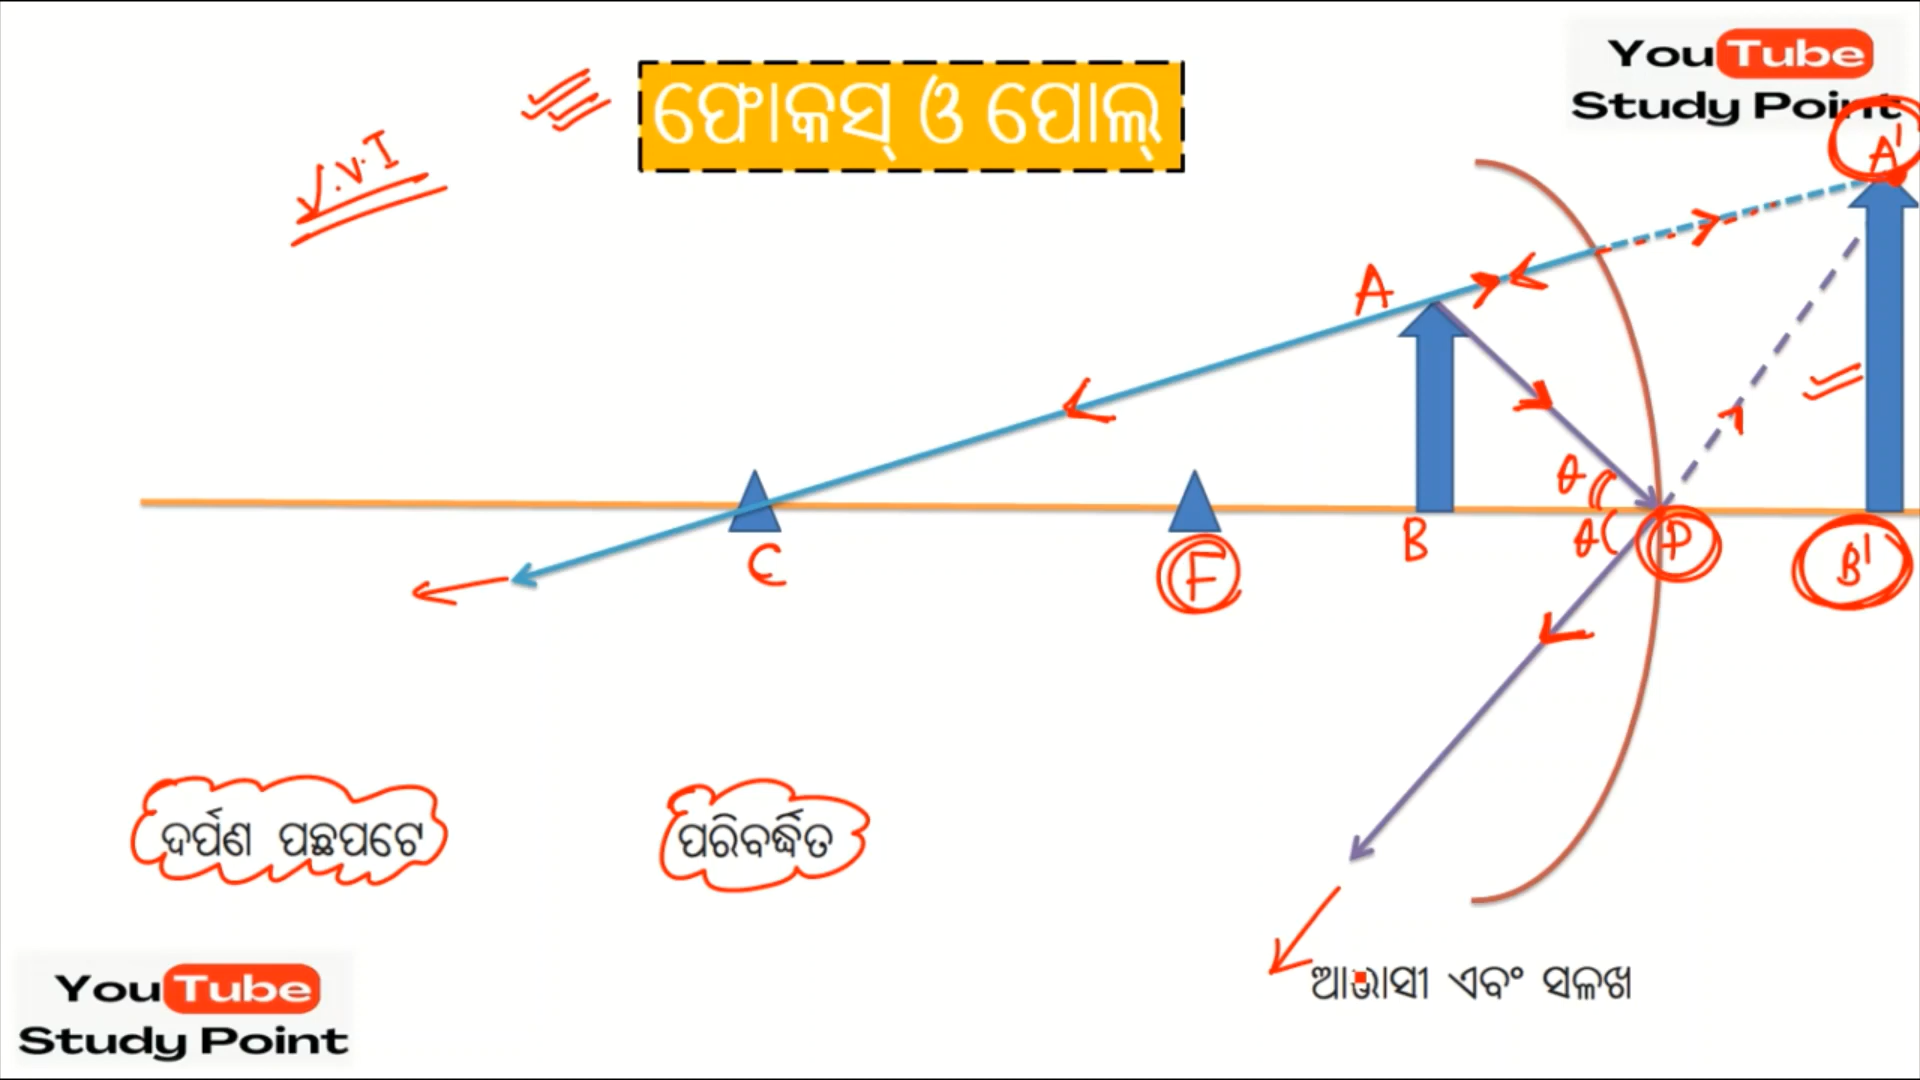 YouTube
Study Point
ଫୋକସ୍ ଓ ପୋଲ୍
V.V.I
A'
A
θ
θ
P
C
F
B
B'
ଦର୍ପଣ ପଛପଟେ
ପରିବର୍ଦ୍ଧିତ
ଆଭାସୀ ଏବଂ ସଳଖ
YouTube
Study Point